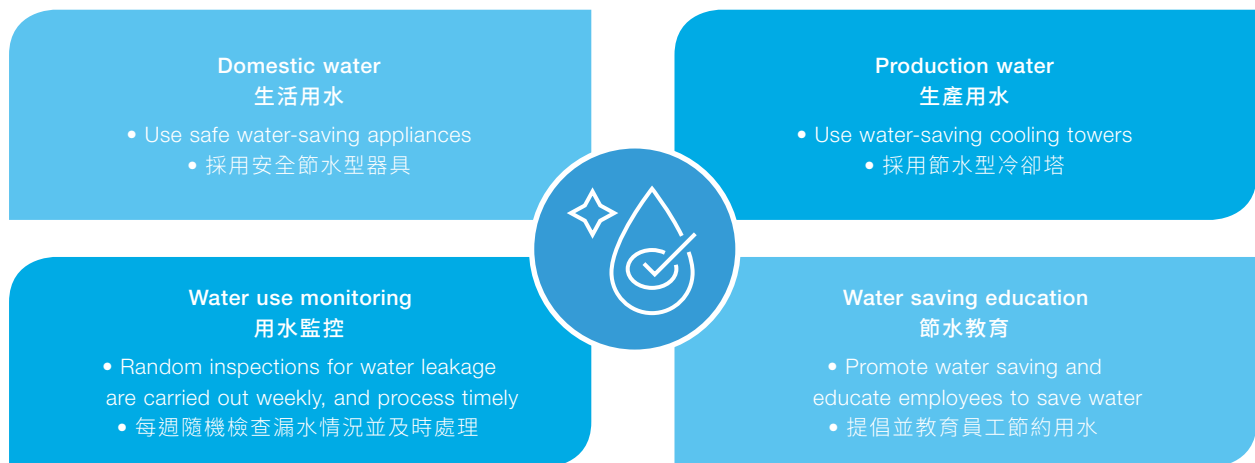 Domestic water
生活用水
• Use safe water-saving appliances
• 採用安全節水型器具
Production water
生產用水
• Use water-saving cooling towers
• 採用節水型冷卻塔
Water use monitoring
用水監控
• Random inspections for water leakage
are carried out weekly, and process timely
• 每週隨機檢查漏水情況並及時處理
Water saving education
節水教育
• Promote water saving and
educate employees to save water
• 提倡並教育員工節約用水